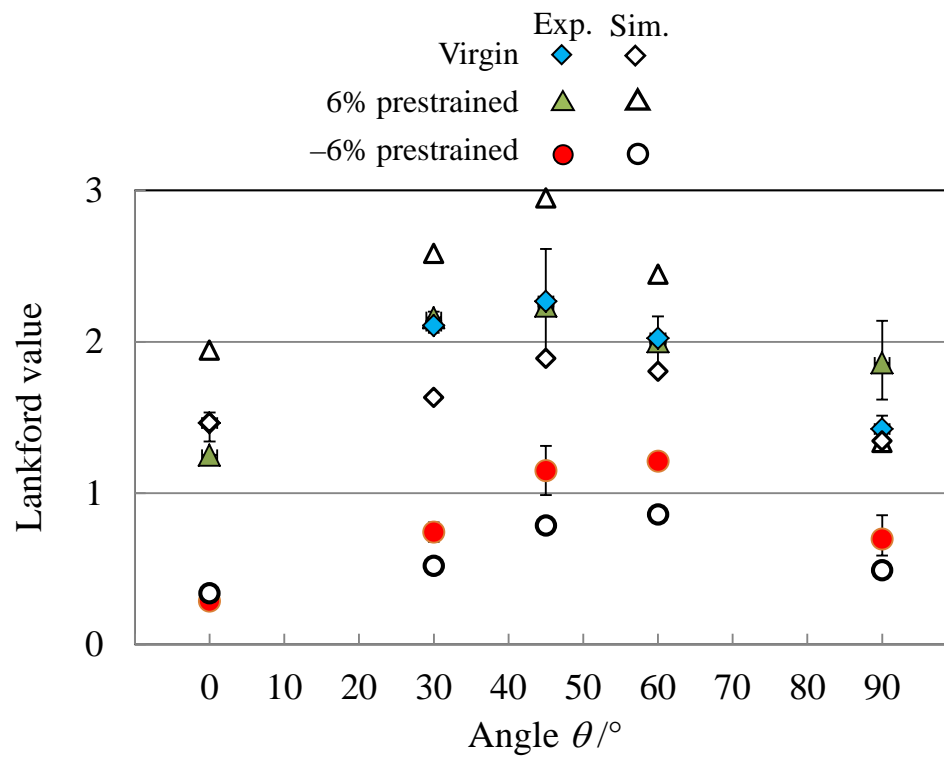 Exp. Sim.
Virgin
6% prestrained
–6% prestrained
3
2
1
0
Lankford value
0 10 20 30 40 50 60 70 80 90
Angle θ/°